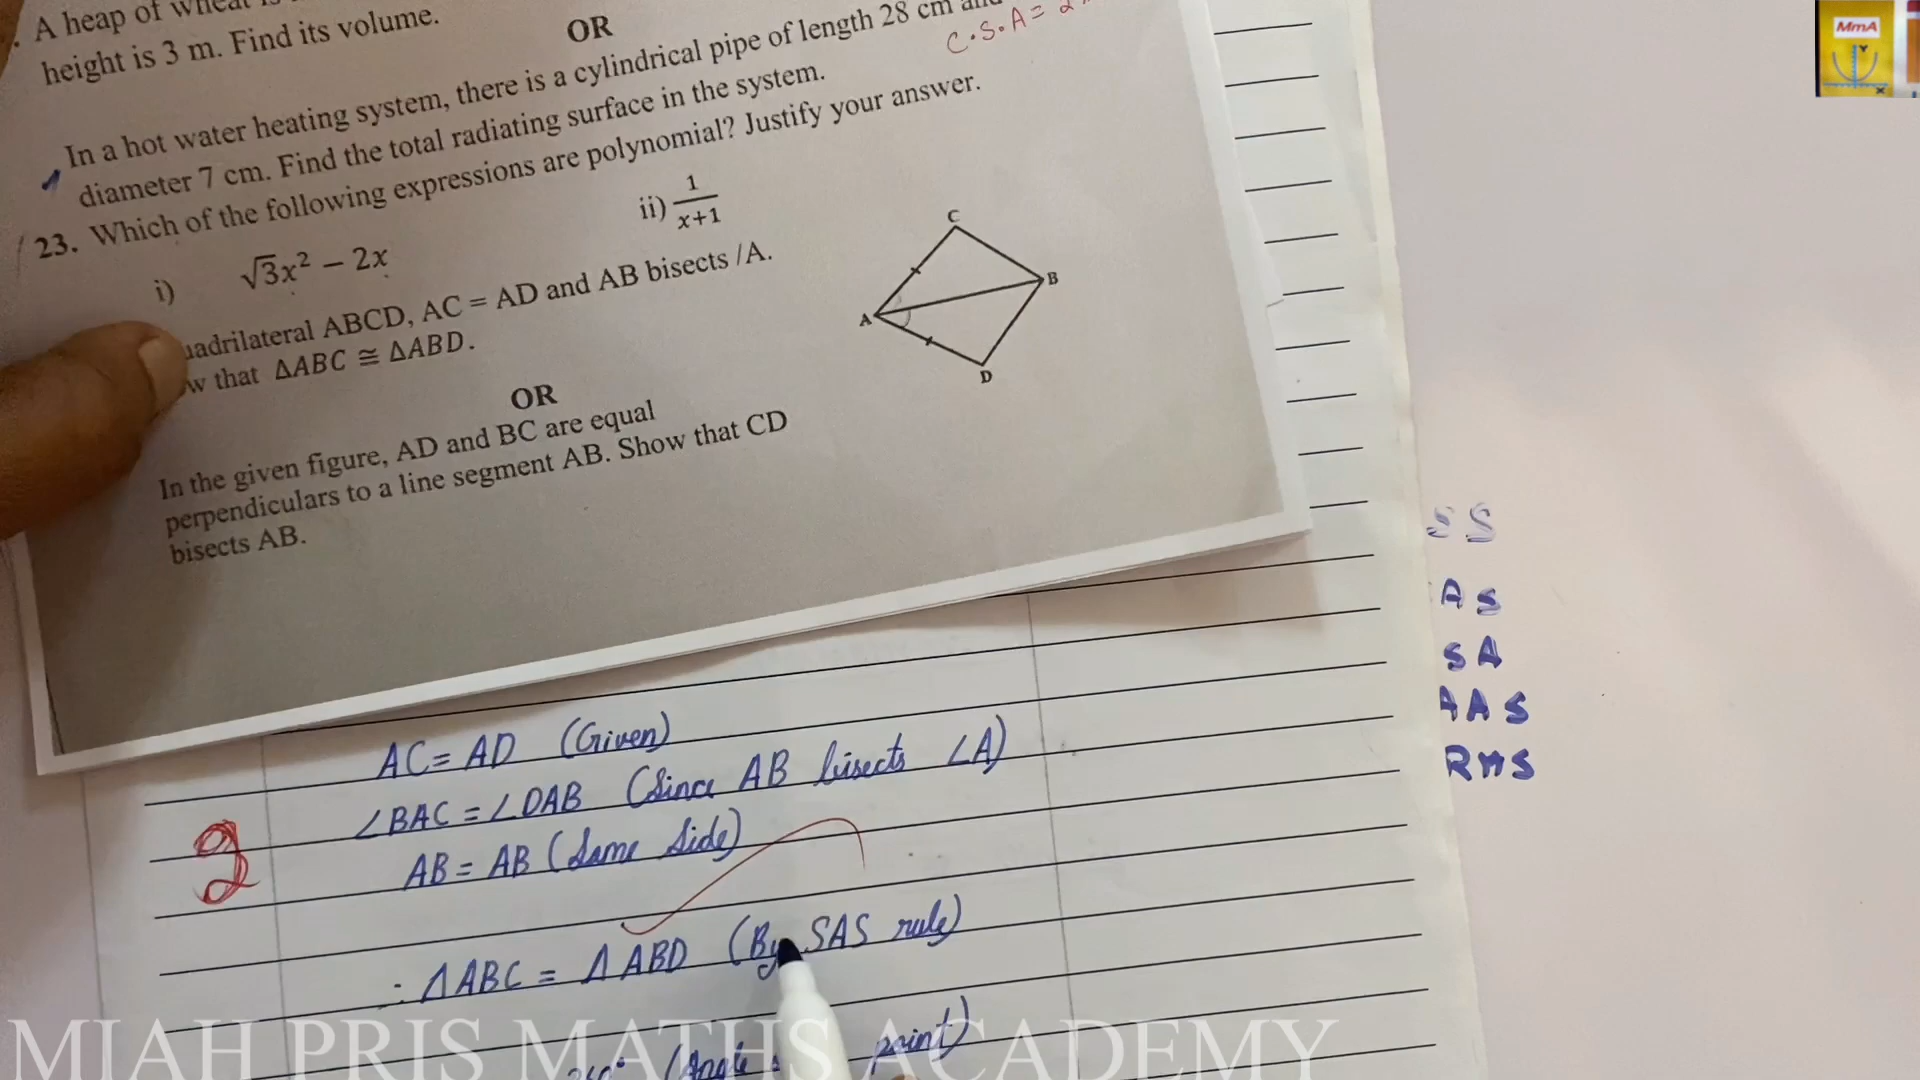 A heap of wheat
height is 3 m. Find its volume.
OR
In a hot water heating system, there is a cylindrical pipe of length 28 cm and
diameter 7 cm. Find the total radiating surface in the system.
C.S.A = 2
23. Which of the following expressions are polynomial? Justify your answer.
i) √3x² − 2x
ii) 1/(x+1)
uadrilateral ABCD, AC = AD and AB bisects /A.
w that ΔABC ≅ ΔABD.
C
B
A
D
OR
In the given figure, AD and BC are equal
perpendiculars to a line segment AB. Show that CD
bisects AB.
SS
AS
SA
AAS
RHS
AC = AD (Given)
∠BAC = ∠DAB (Since AB bisects ∠A)
AB = AB (Same Side)
2
∴ ΔABC = ΔABD (By SAS rule)
(Angle point)
MIAH PRIS MATHS ACADEMY
MmA
Y
X